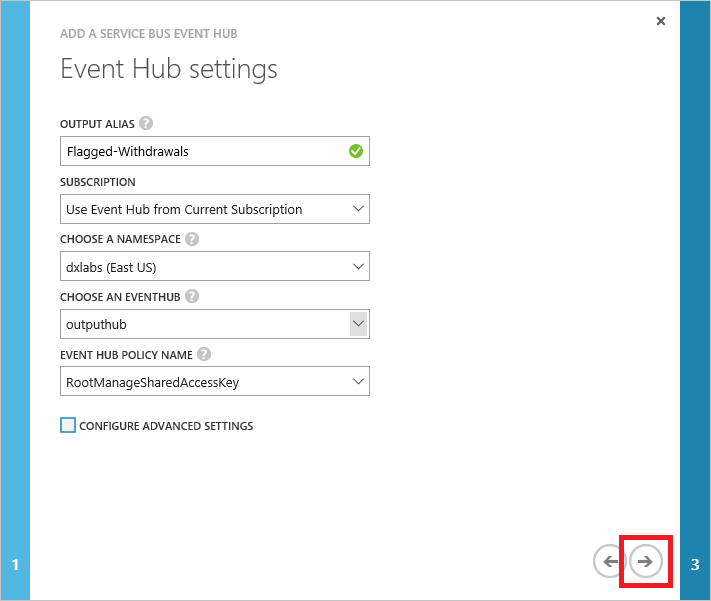 ADD A SERVICE BUS EVENT HUB
Event Hub settings
OUTPUT ALIAS ?
Flagged-Withdrawals
SUBSCRIPTION
Use Event Hub from Current Subscription
CHOOSE A NAMESPACE ?
dxlabs (East US)
CHOOSE AN EVENTHUB ?
outputhub
EVENT HUB POLICY NAME ?
RootManageSharedAccessKey
CONFIGURE ADVANCED SETTINGS
1
3